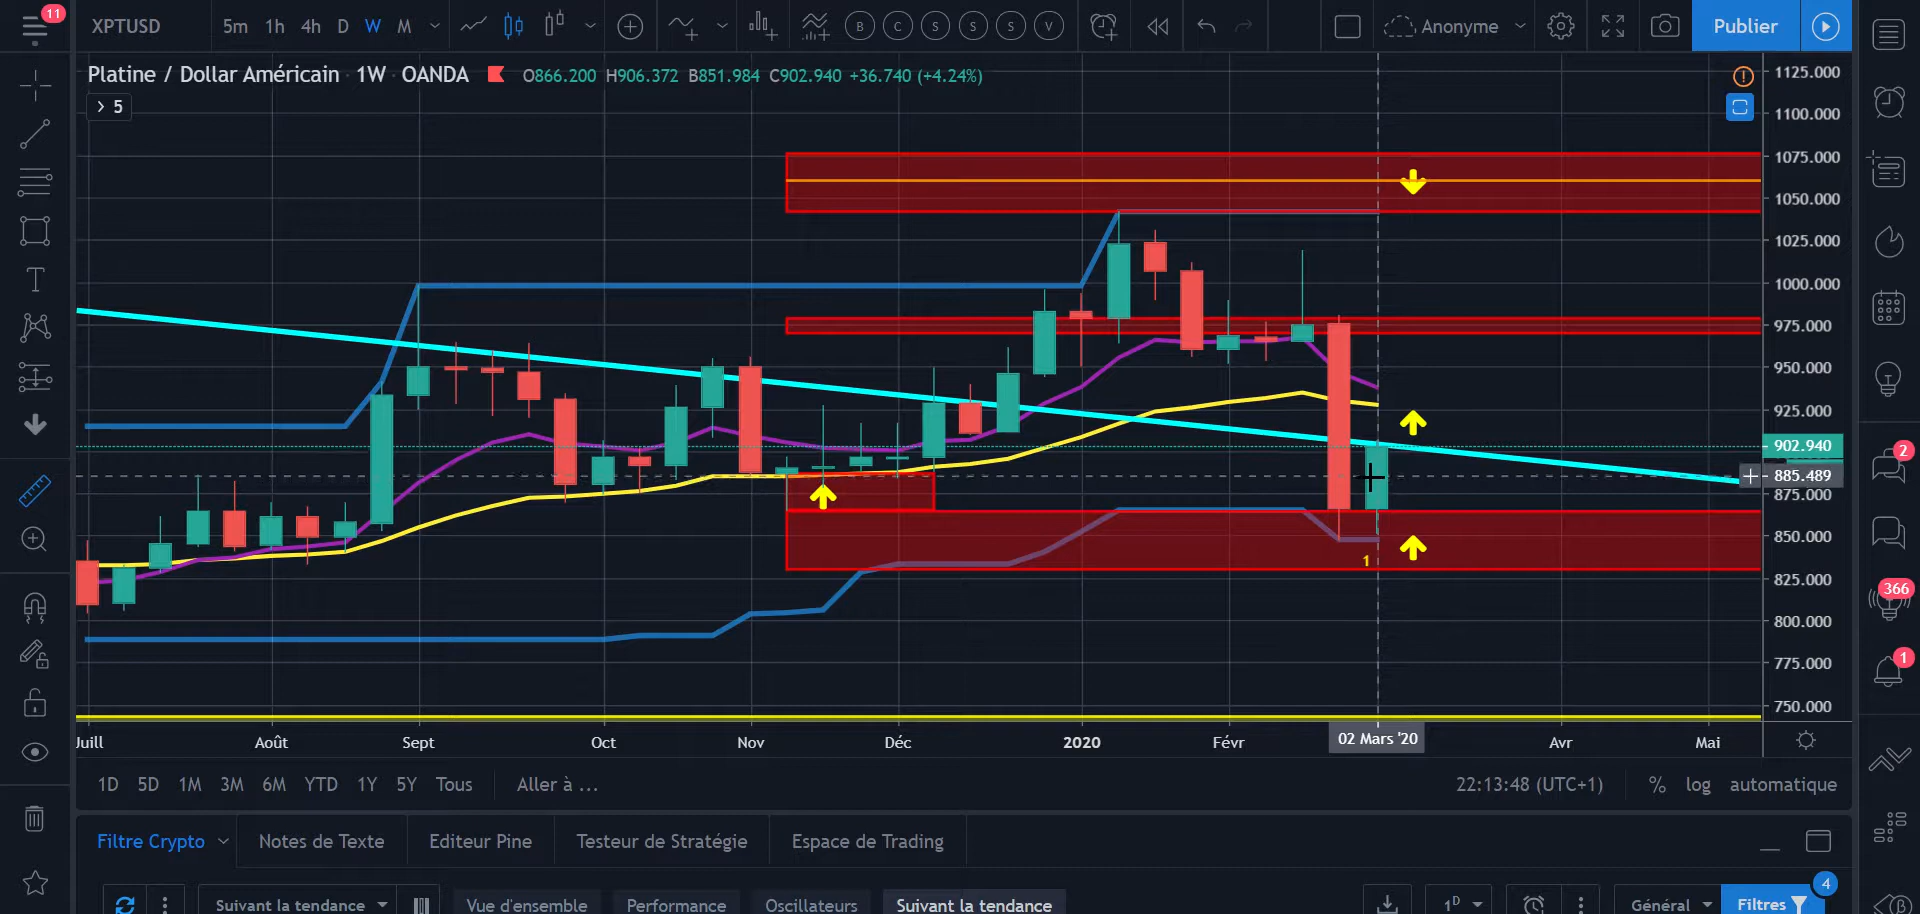 11
XPTUSD
5m 1h 4h D W M
B C S S S V
Anonyme
Publier
Platine / Dollar Américain · 1W · OANDA O866.200 H906.372 B851.984 C902.940 +36.740 (+4.24%)
5
1125.000
1100.000
1075.000
1050.000
1025.000
1000.000
975.000
950.000
925.000
902.940
885.489
875.000
850.000
825.000
800.000
775.000
750.000
1
2
366
1
Juill Août Sept Oct Nov Déc 2020 Févr 02 Mars '20 Avr Mai
1D 5D 1M 3M 6M YTD 1Y 5Y Tous Aller à ... 22:13:48 (UTC+1) % log automatique
Filtre Crypto Notes de Texte Editeur Pine Testeur de Stratégie Espace de Trading
4
Suivant la tendance Vue d'ensemble Performance Oscillateurs Suivant la tendance 1D Général Filtres